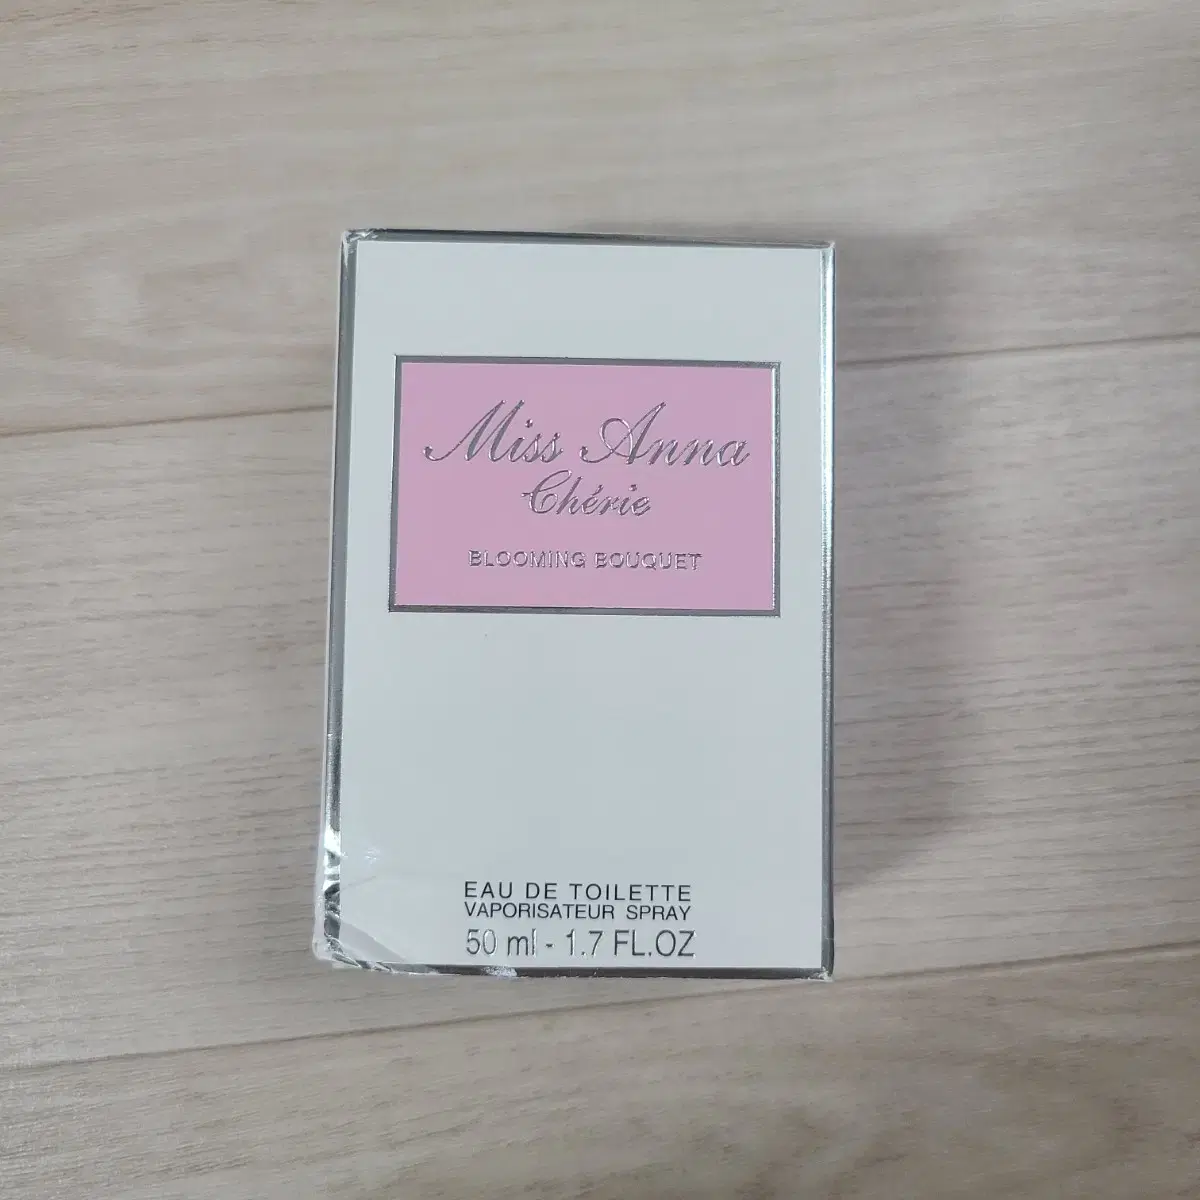 Miss Anna
Chérie
BLOOMING BOUQUET
EAU DE TOILETTE
VAPORISATEUR SPRAY
50 ml - 1.7 FL.OZ